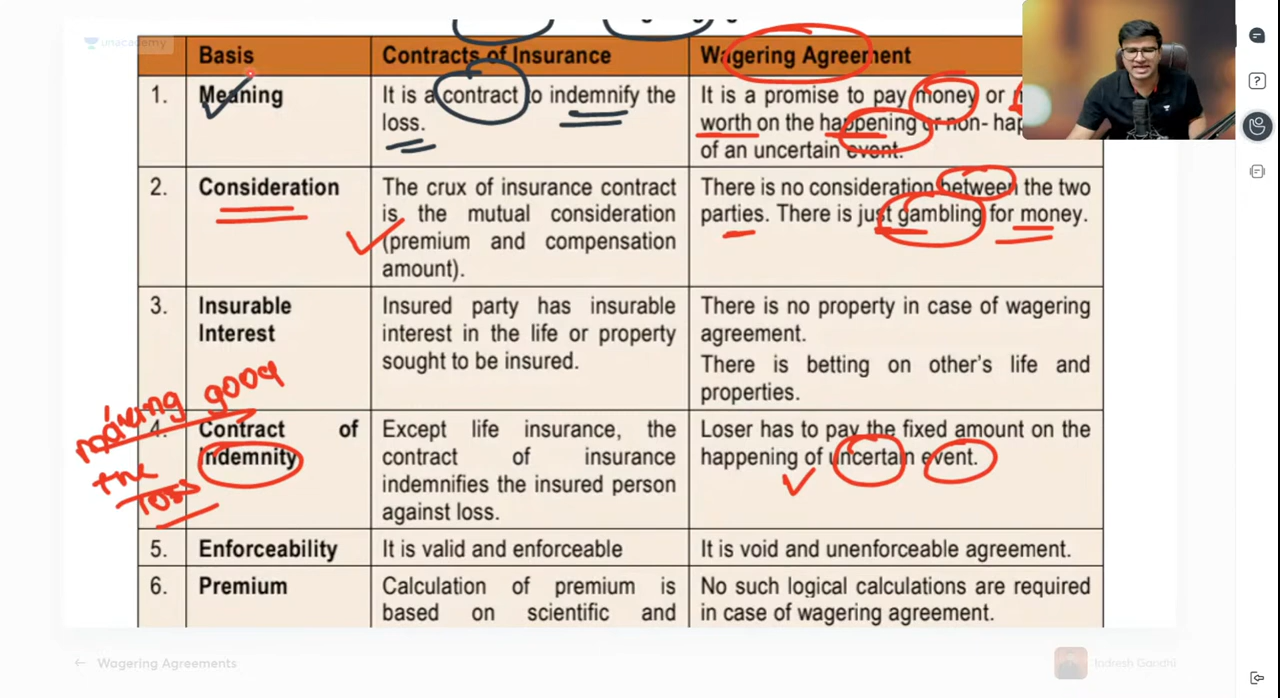 unacademy
Basis Contracts of Insurance Wagering Agreement
1. Meaning It is a contract to indemnify the It is a promise to pay money or
loss. worth on the happening or non- hap
of an uncertain event.
2. Consideration The crux of insurance contract There is no consideration between the two
is the mutual consideration parties. There is just gambling for money.
(premium and compensation
amount).
3. Insurable Insured party has insurable There is no property in case of wagering
Interest interest in the life or property agreement.
sought to be insured. There is betting on other's life and
properties.
making good
the
loss
4. Contract of Except life insurance, the Loser has to pay the fixed amount on the
Indemnity contract of insurance happening of uncertain event.
indemnifies the insured person
against loss.
5. Enforceability It is valid and enforceable It is void and unenforceable agreement.
6. Premium Calculation of premium is No such logical calculations are required
based on scientific and in case of wagering agreement.
Wagering Agreements
Indresh Gandhi